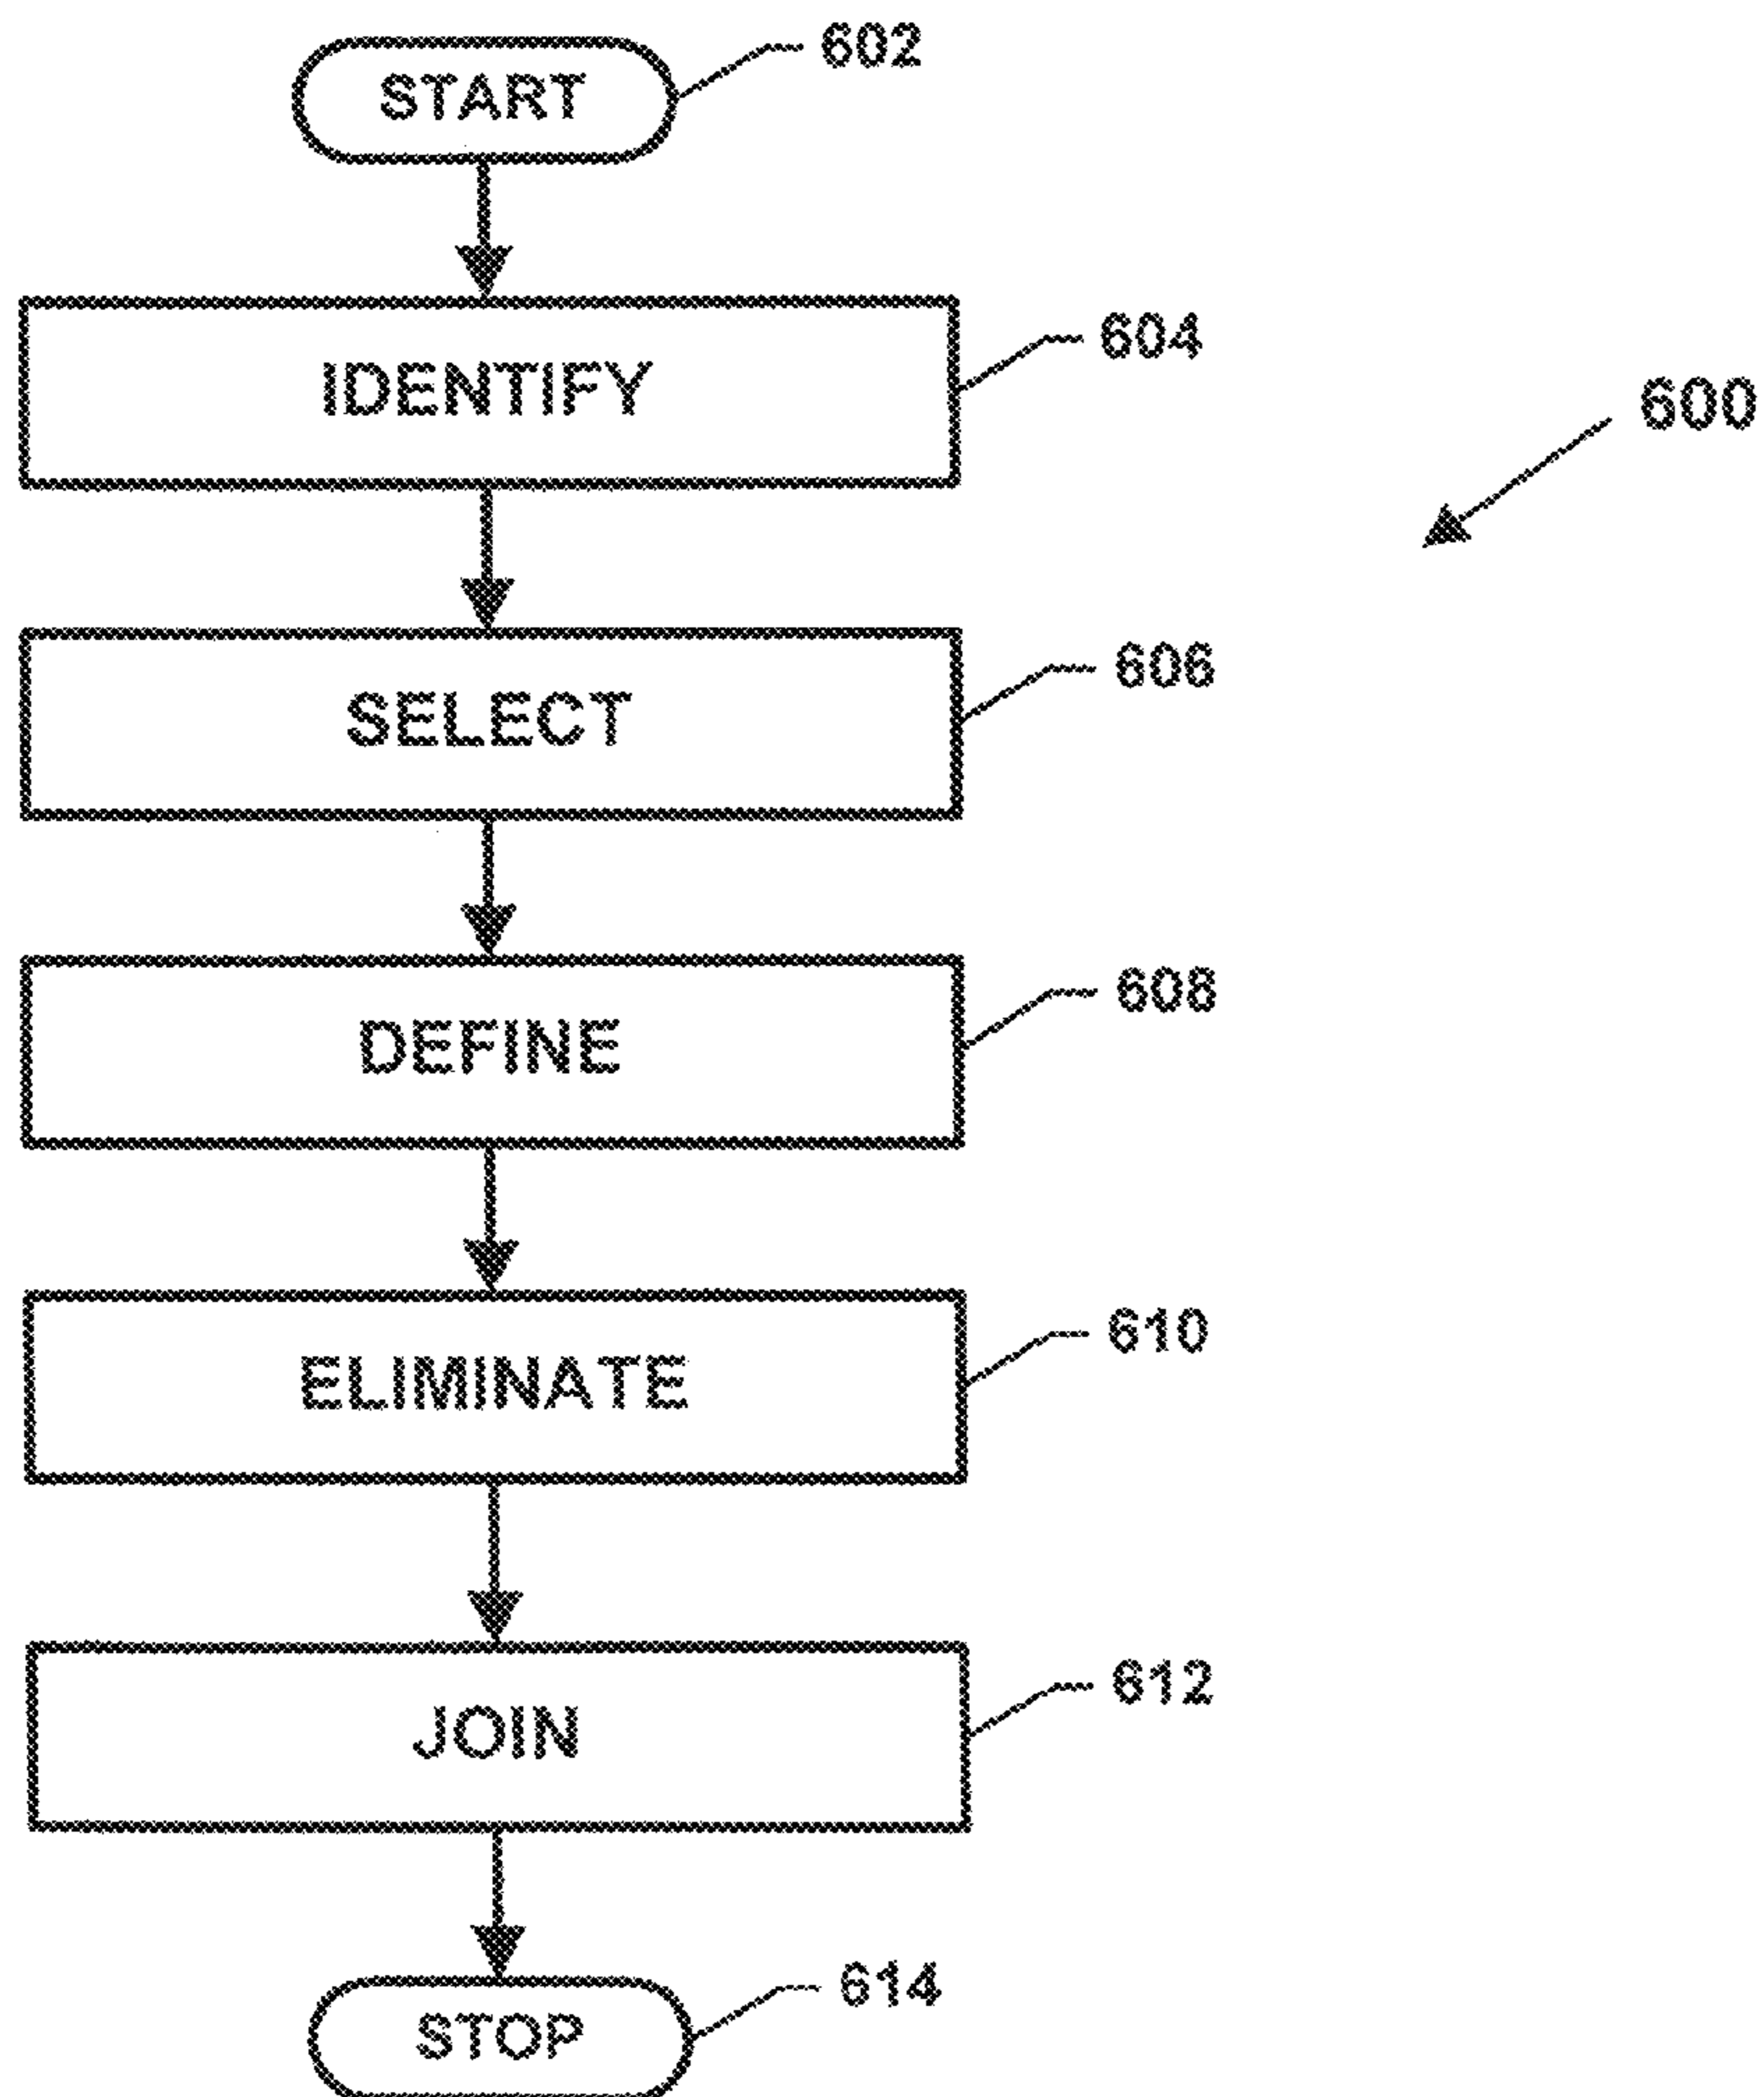 START
602
IDENTIFY
604
600
SELECT
606
DEFINE
608
ELIMINATE
610
JOIN
612
STOP
614